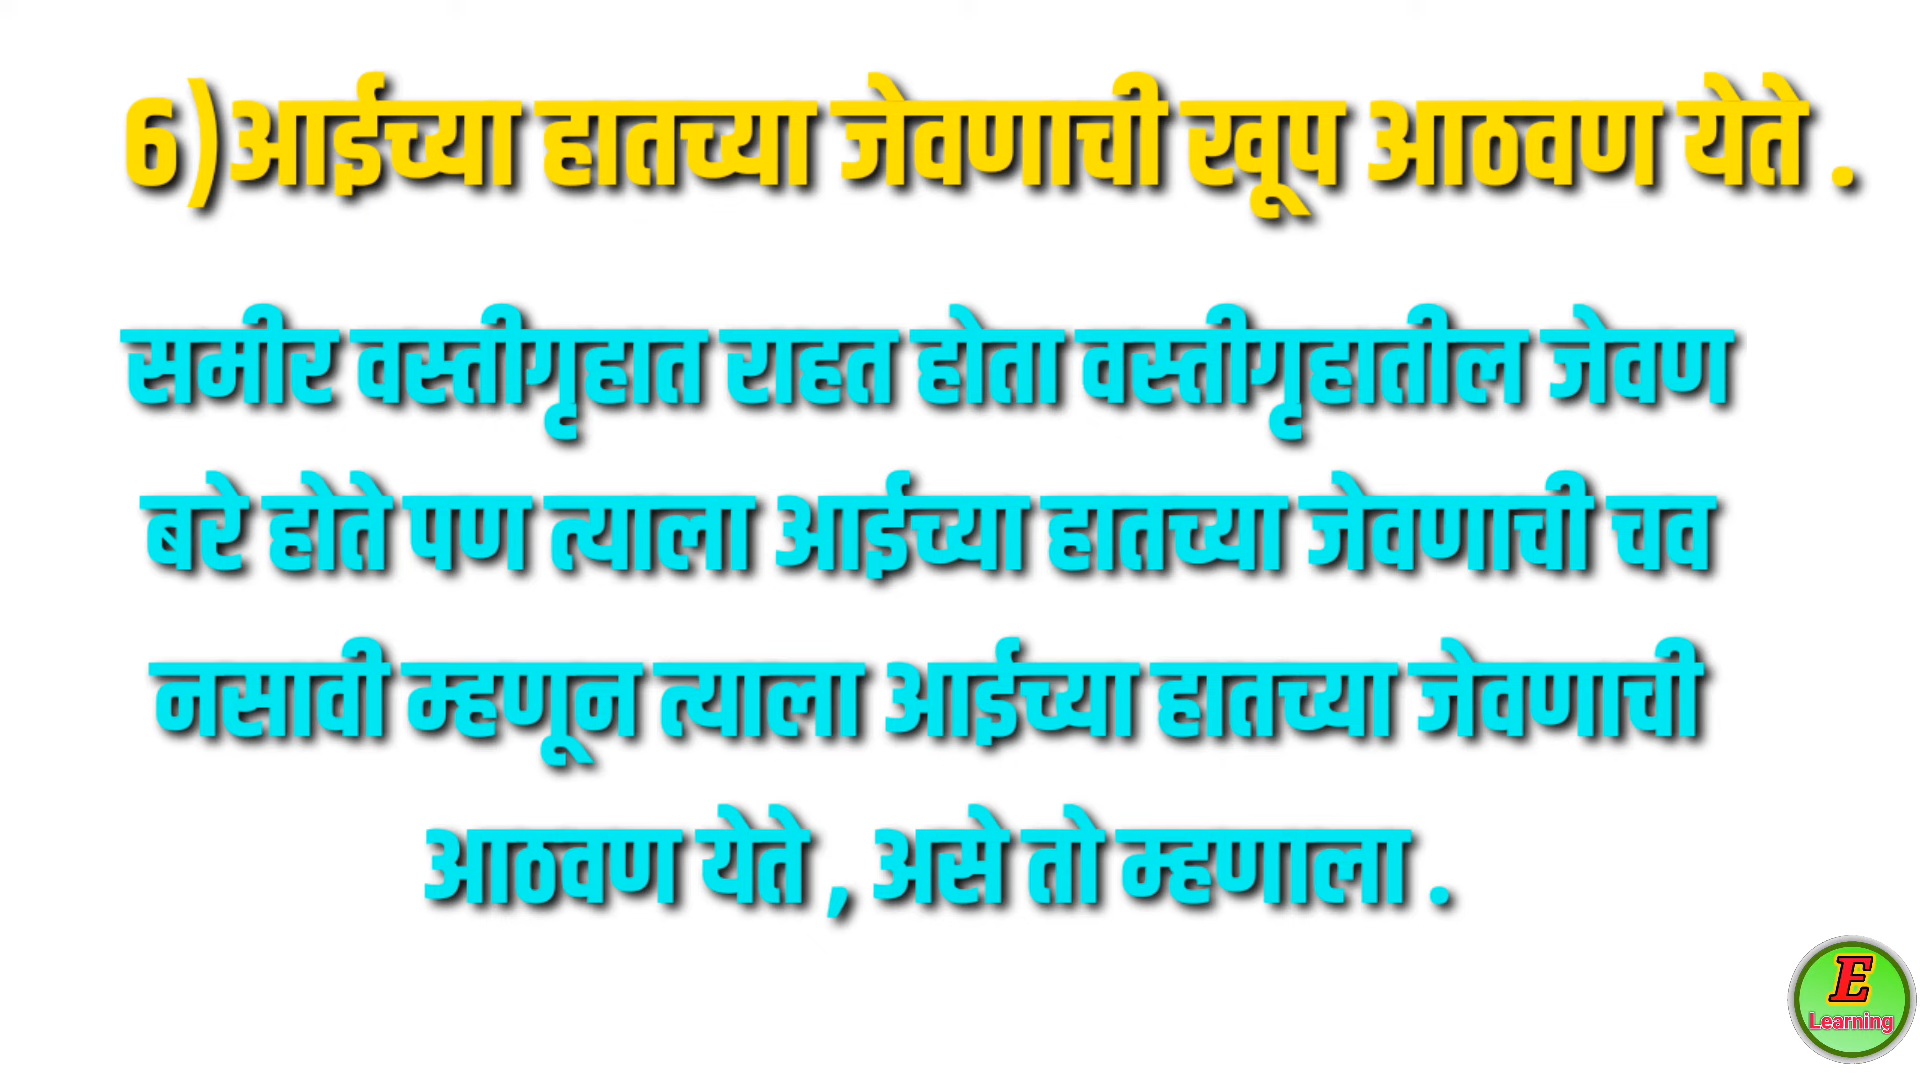 6)आईच्या हातच्या जेवणाची खूप आठवण येते .
समीर वस्तीगृहात राहत होता वस्तीगृहातील जेवण
बरे होते पण त्याला आईच्या हातच्या जेवणाची चव
नसावी म्हणून त्याला आईच्या हातच्या जेवणाची
आठवण येते , असे तो म्हणाला .
E
Learning